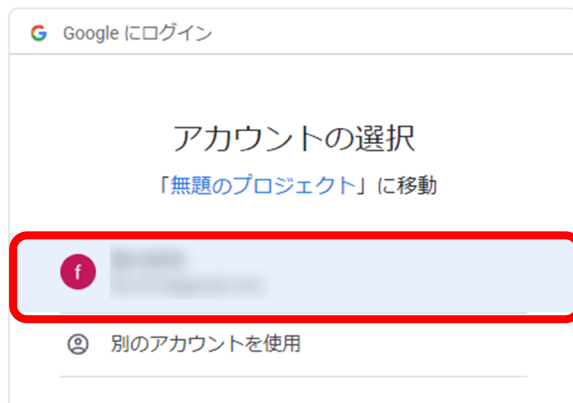 Google にログイン
アカウントの選択
「無題のプロジェクト」に移動
f
別のアカウントを使用